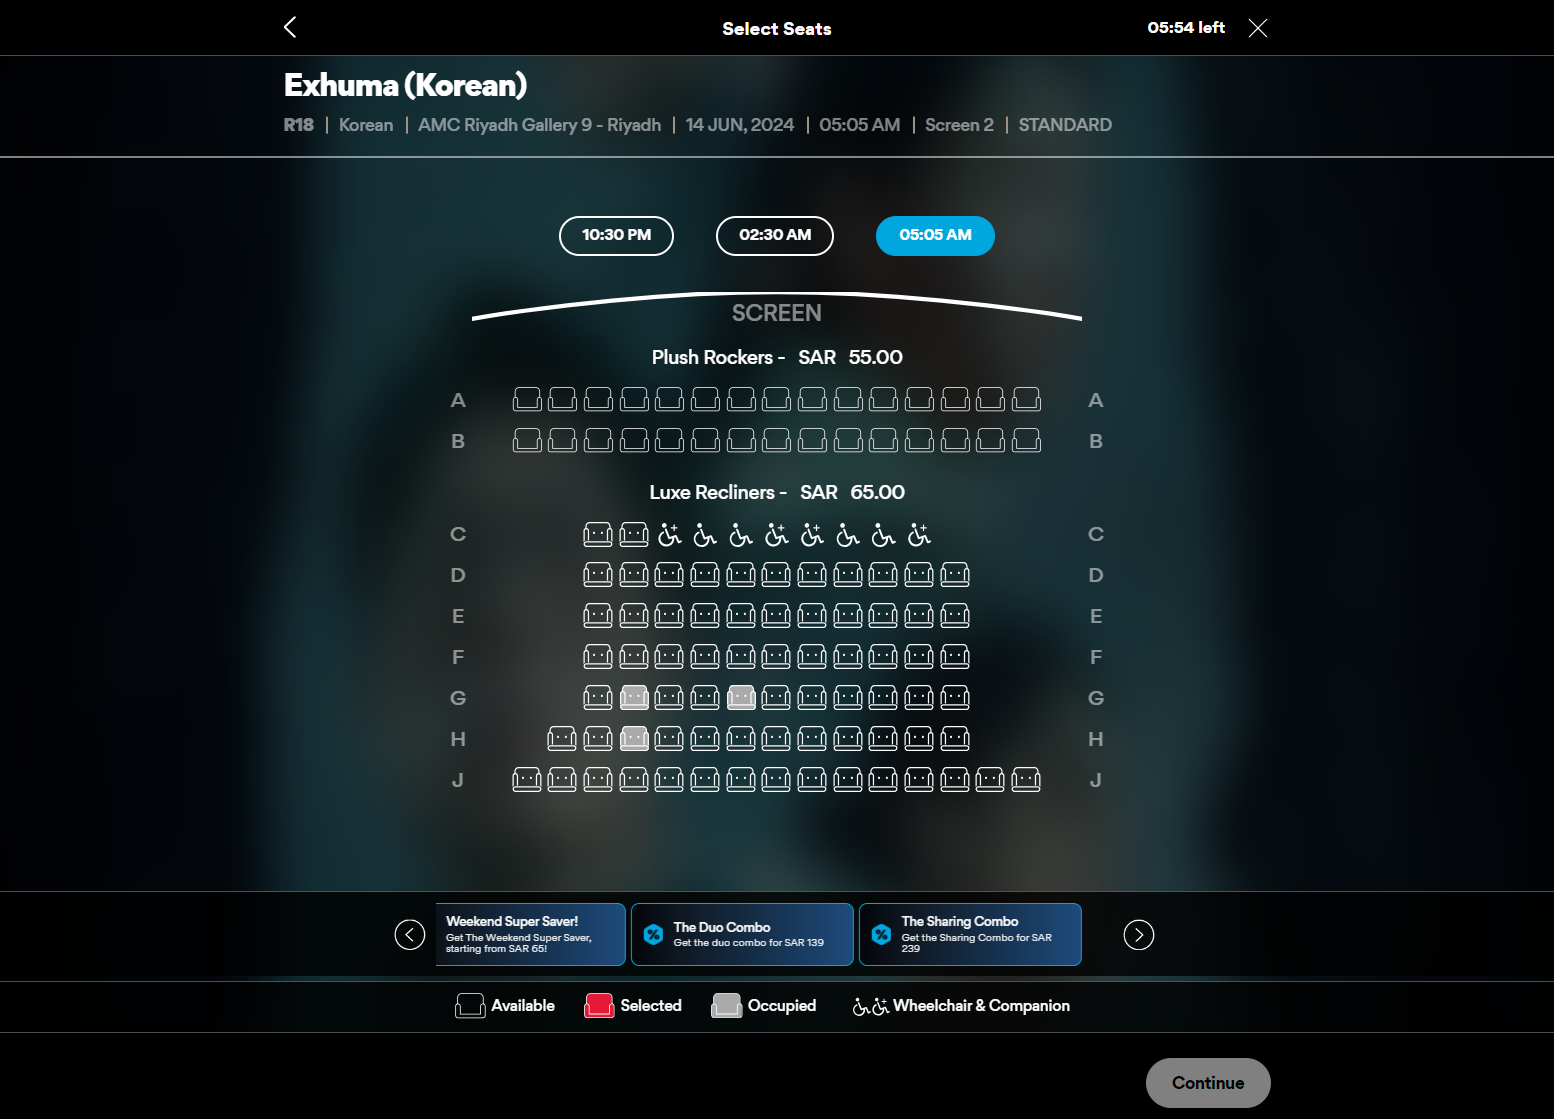 Select Seats
05:54 left
Exhuma (Korean)
R18 | Korean | AMC Riyadh Gallery 9 - Riyadh | 14 JUN, 2024 | 05:05 AM | Screen 2 | STANDARD
10:30 PM
02:30 AM
05:05 AM
SCREEN
Plush Rockers - SAR 55.00
A A
B B
Luxe Recliners - SAR 65.00
C C
D D
E E
F F
G G
H H
J J
Weekend Super Saver!
Get The Weekend Super Saver,
starting from SAR 65!
The Duo Combo
Get the duo combo for SAR 139
The Sharing Combo
Get the Sharing Combo for SAR
239
Available
Selected
Occupied
Wheelchair & Companion
Continue